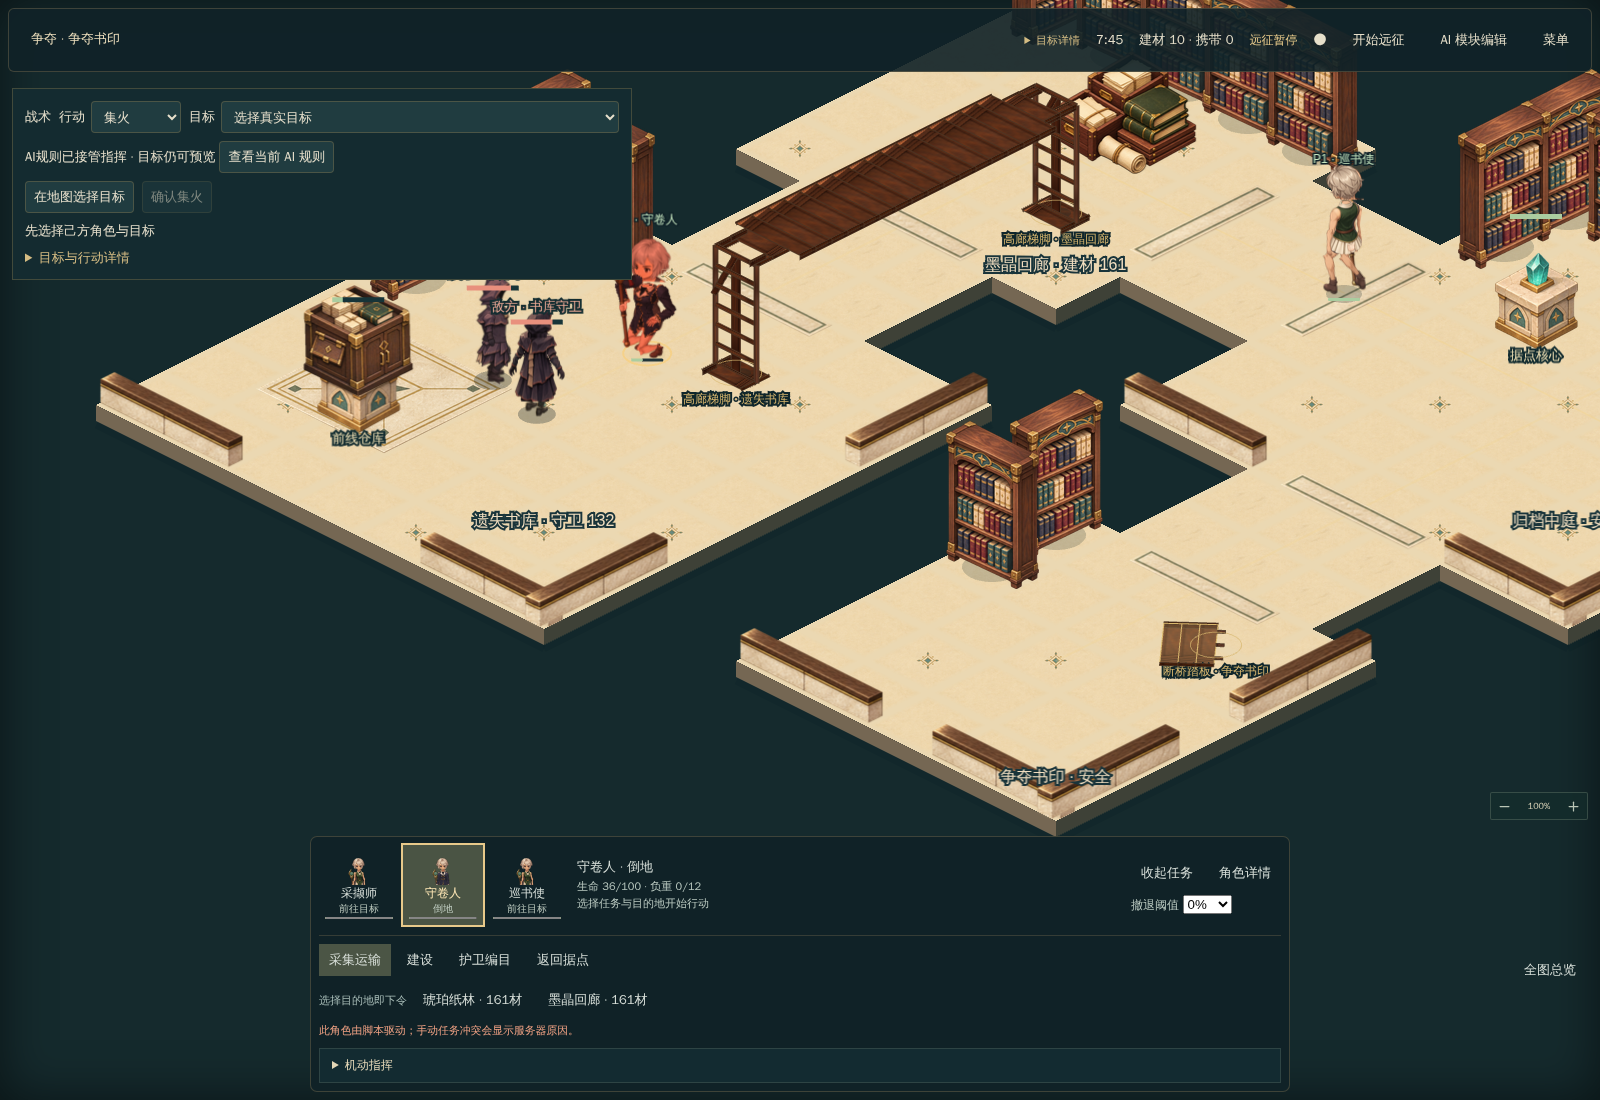 争夺 · 争夺书印
▶ 目标详情 7:45 建材 10 · 携带 0 远征暂停 开始远征 AI 模块编辑 菜单
战术 行动 集火 目标 选择真实目标
AI规则已接管指挥 · 目标仍可预览 查看当前 AI 规则
在地图选择目标 确认集火
先选择己方角色与目标
▶ 目标与行动详情
P1 · 巡书使
· 守卷人
高廊梯脚 · 墨晶回廊
墨晶回廊 · 建材 161
敌方 · 书库守卫
据点核心
高廊梯脚 · 遗失书库
前线仓库
遗失书库 · 守卫 132
归档中庭 · 安
断桥踏板 · 争夺书印
争夺书印 · 安全
− 100% +
采撷师 前往目标
守卷人 倒地
巡书使 前往目标
守卷人 · 倒地
生命 36/100 · 负重 0/12
选择任务与目的地开始行动
收起任务 角色详情
撤退阈值 0%
采集运输 建设 护卫编目 返回据点
全图总览
选择目的地即下令 琥珀纸林 · 161材 墨晶回廊 · 161材
此角色由脚本驱动；手动任务冲突会显示服务器原因。
▶ 机动指挥